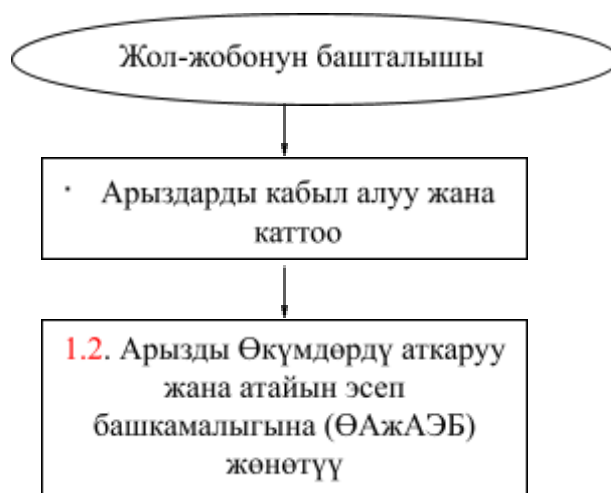 Жол-жобонун башталышы
· Арыздарды кабыл алуу жана
каттоо
1.2. Арызды Өкүмдөрдү аткаруу
жана атайын эсеп
башкамалыгына (ӨАжАЭБ)
жөнөтүү